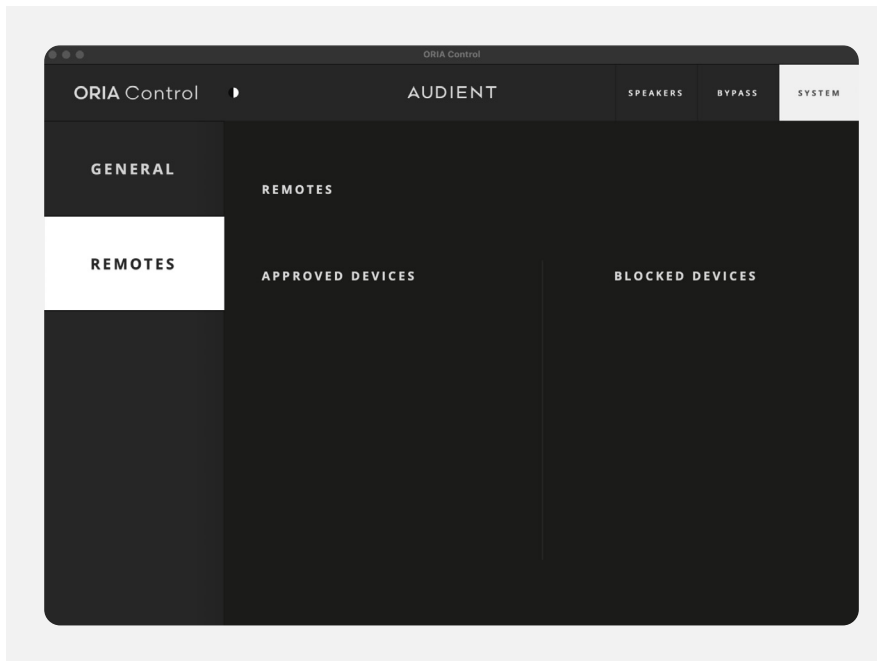 ORIA Control
ORIA Control
AUDIENT
SPEAKERS
BYPASS
SYSTEM
GENERAL
REMOTES
REMOTES
APPROVED DEVICES
BLOCKED DEVICES